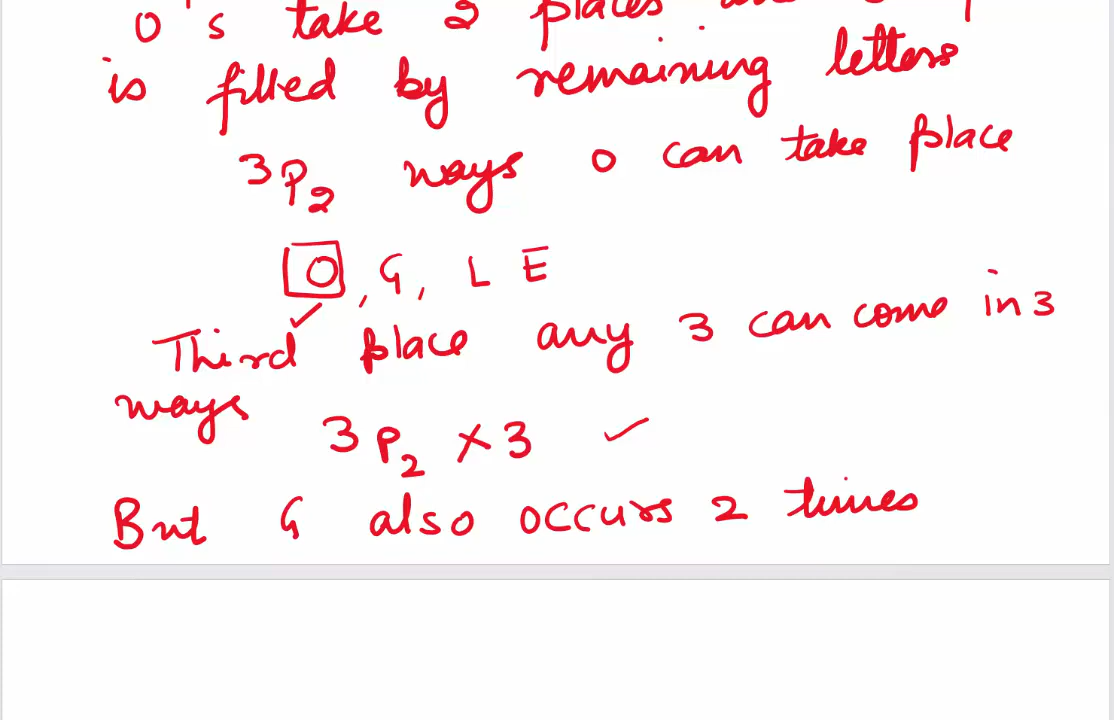 O's take 2 places
is filled by remaining letters
3P2 ways O can take place
O, G, L E
Third place any 3 can come in 3
ways
3P2 × 3 ✓
But G also occurs 2 times